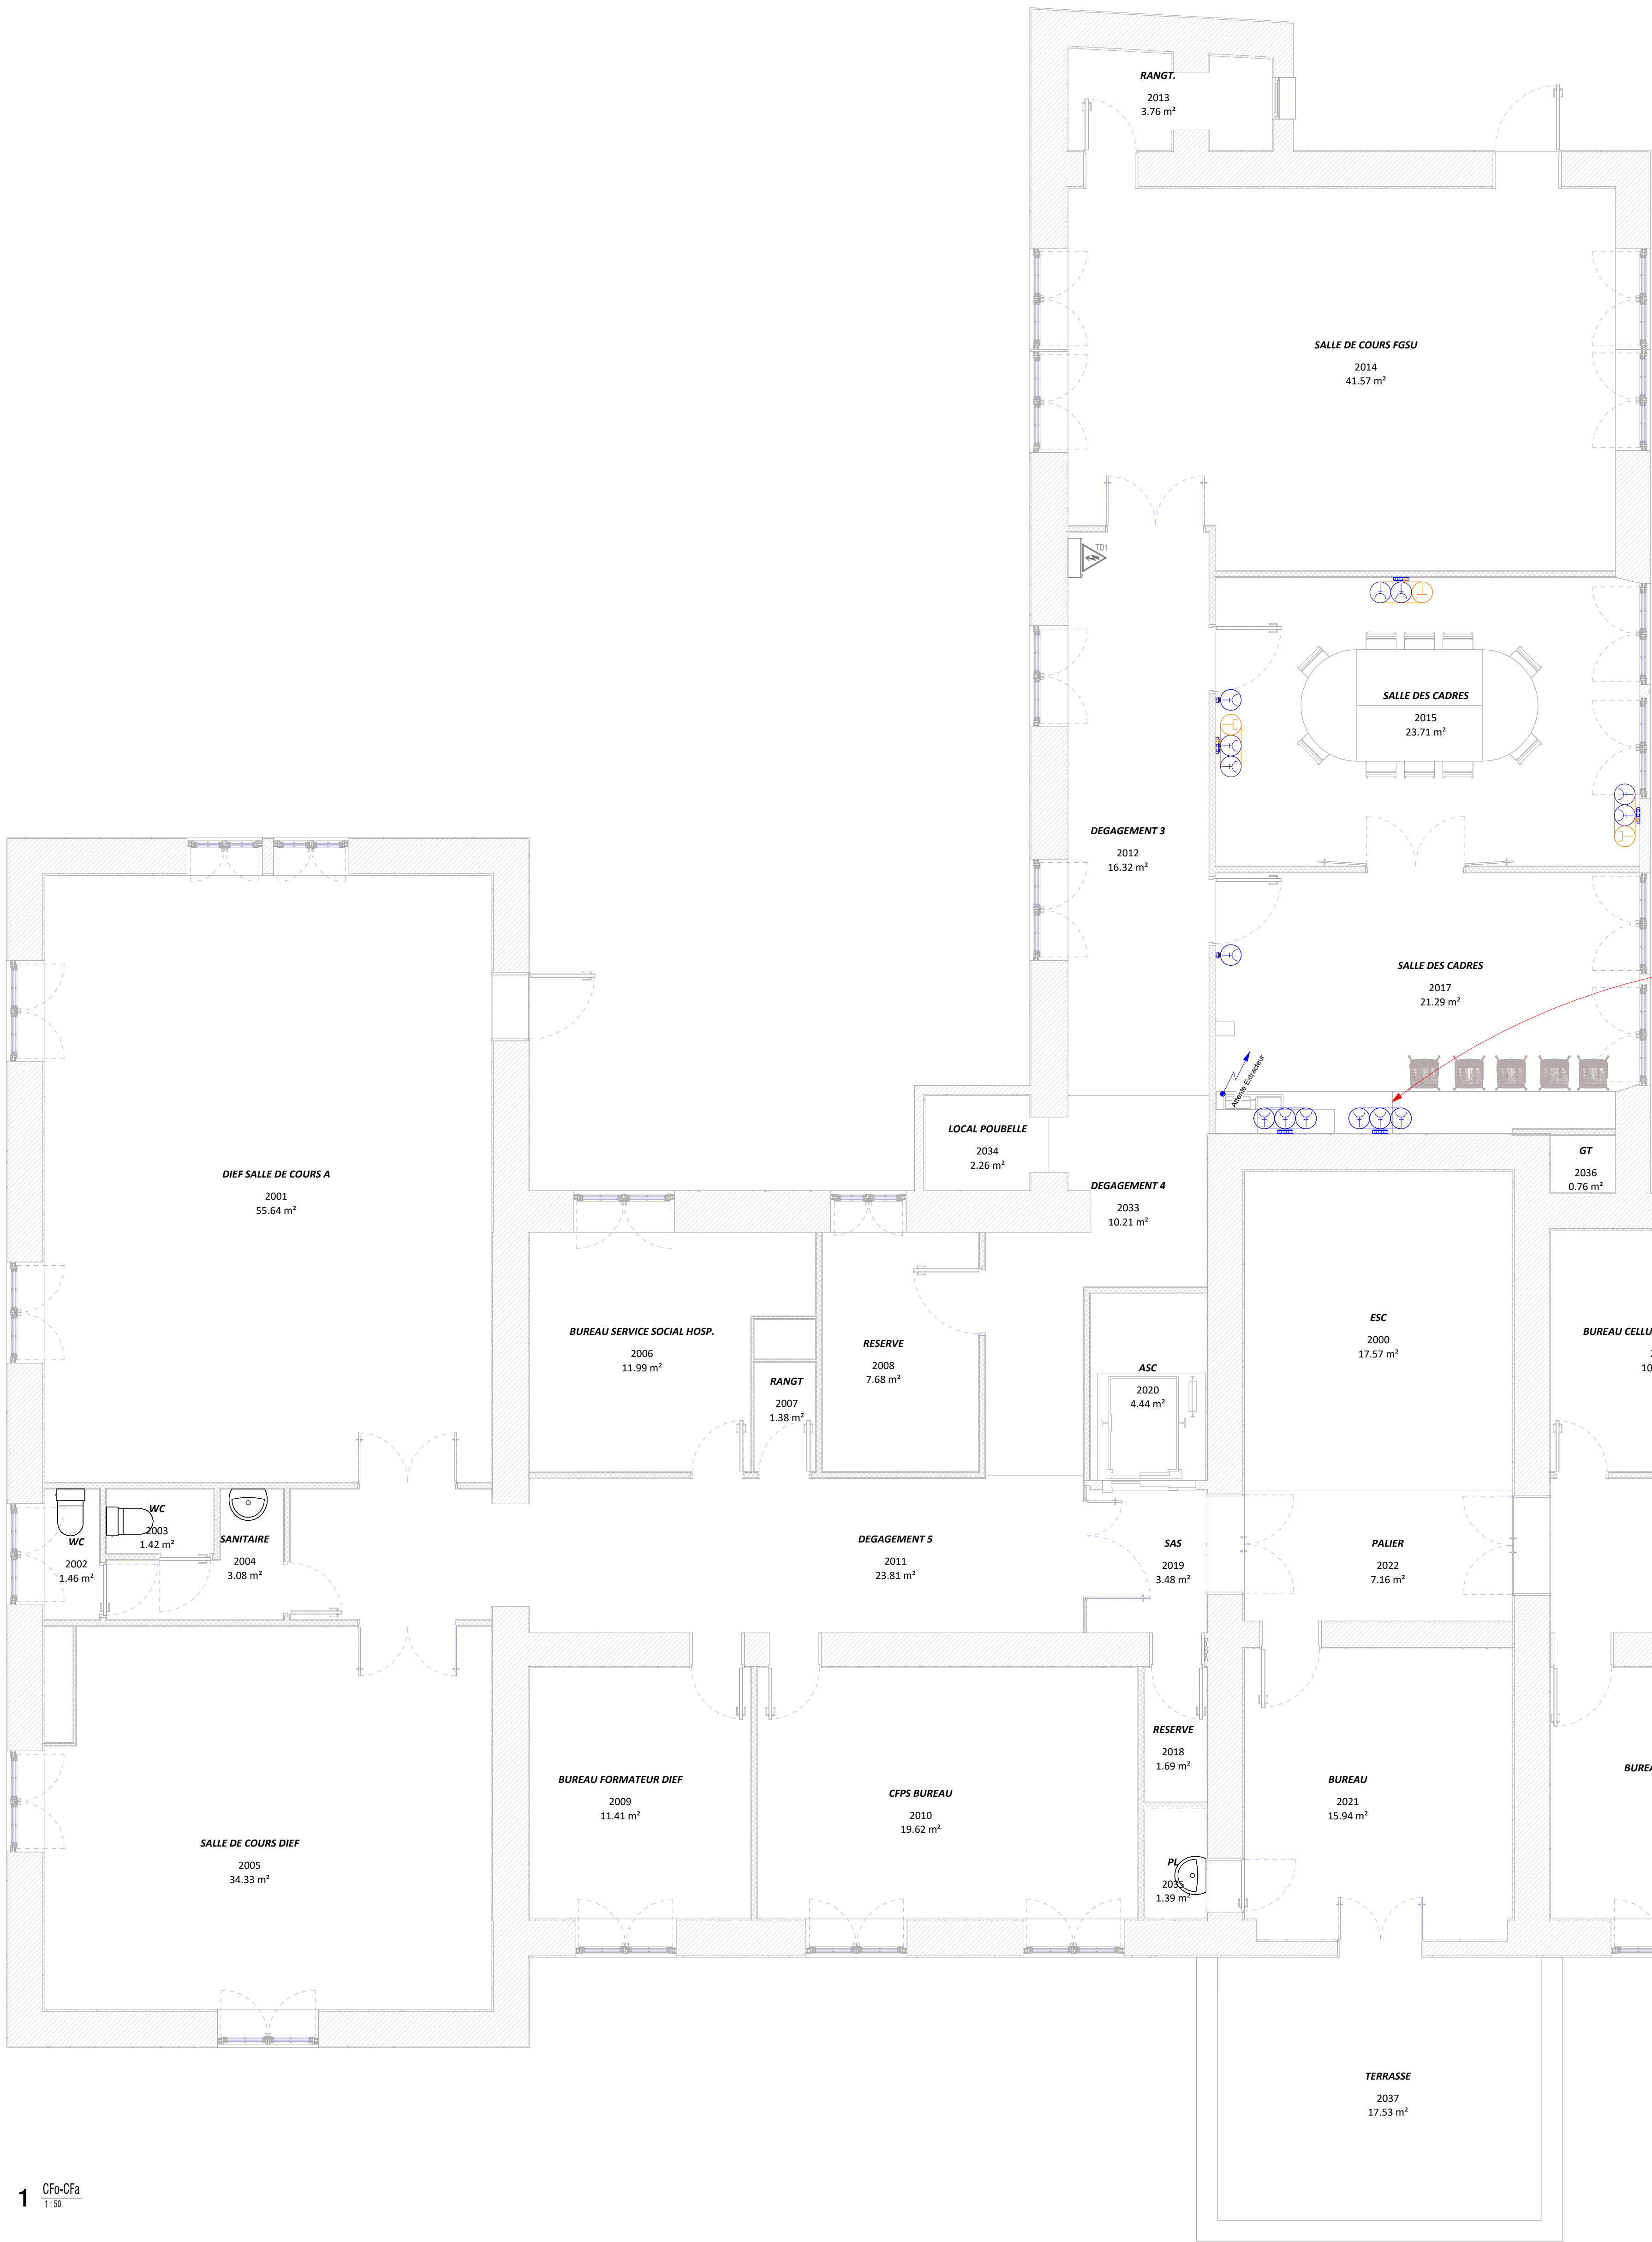 RANGT.
2013
3.76 m²
SALLE DE COURS FGSU
2014
41.57 m²
TD1
SALLE DES CADRES
2015
23.71 m²
DEGAGEMENT 3
2012
16.32 m²
SALLE DES CADRES
2017
21.29 m²
Attente Extracteur
LOCAL POUBELLE
2034
2.26 m²
GT
2036
0.76 m²
DIEF SALLE DE COURS A
2001
55.64 m²
DEGAGEMENT 4
2033
10.21 m²
ESC
2000
17.57 m²
BUREAU SERVICE SOCIAL HOSP.
2006
11.99 m²
RESERVE
2008
7.68 m²
BUREAU CELLU
2
10
ASC
2020
4.44 m²
RANGT
2007
1.38 m²
WC
2003
1.42 m²
WC
2002
1.46 m²
SANITAIRE
2004
3.08 m²
DEGAGEMENT 5
2011
23.81 m²
SAS
2019
3.48 m²
PALIER
2022
7.16 m²
RESERVE
2018
1.69 m²
BUREAU FORMATEUR DIEF
2009
11.41 m²
CFPS BUREAU
2010
19.62 m²
BUREAU
2021
15.94 m²
BUREA
SALLE DE COURS DIEF
2005
34.33 m²
PL
2035
1.39 m²
TERRASSE
2037
17.53 m²
1 CFo-CFa
1 : 50